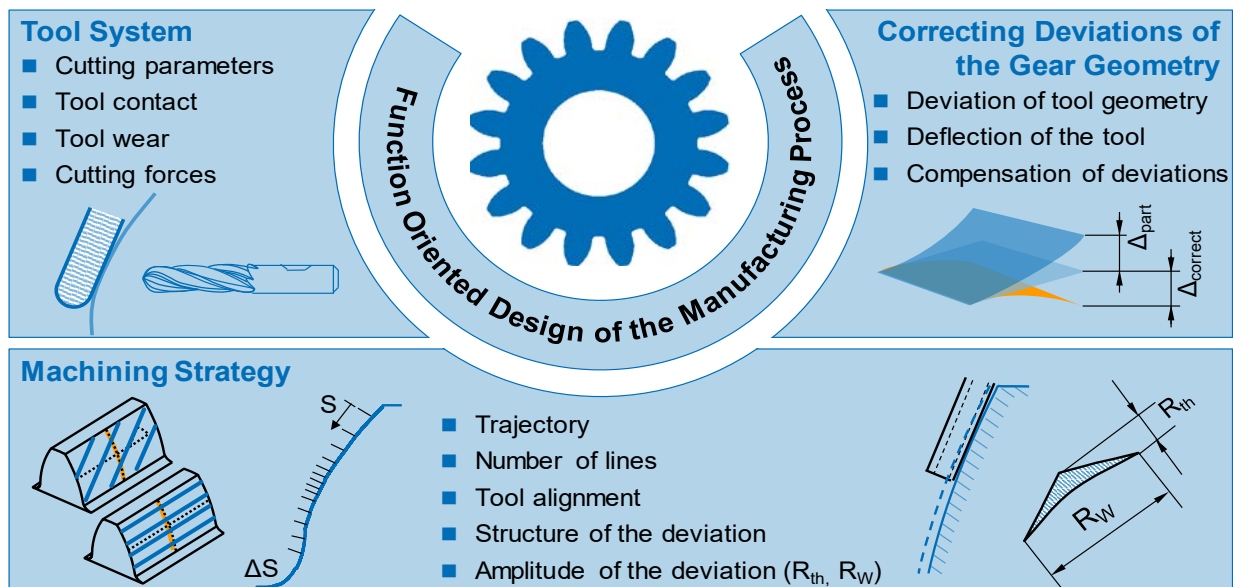 Tool System
Cutting parameters
Tool contact
Tool wear
Cutting forces
Function Oriented Design of the Manufacturing Process
Correcting Deviations of
the Gear Geometry
Deviation of tool geometry
Deflection of the tool
Compensation of deviations
Δpart
Δcorrect
Machining Strategy
S
ΔS
Trajectory
Number of lines
Tool alignment
Structure of the deviation
Amplitude of the deviation (Rth, RW)
Rth
RW